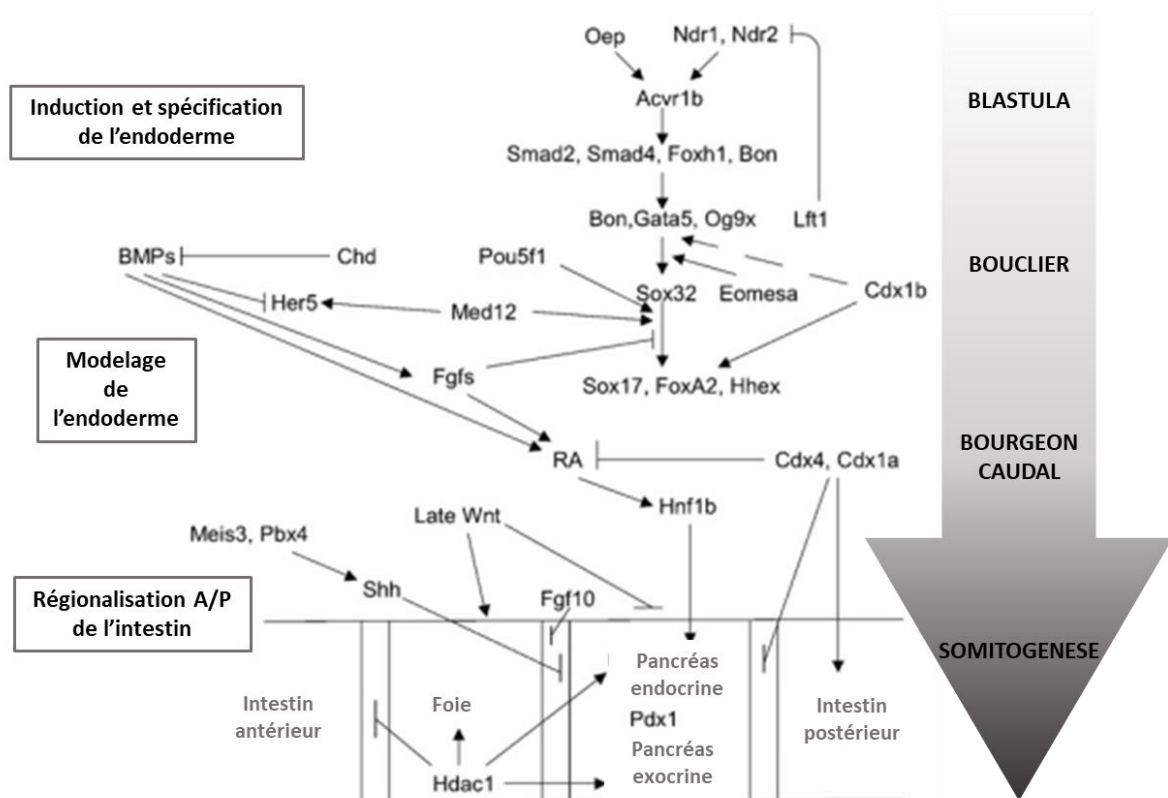 Oep
Ndr1, Ndr2
Acvr1b
Induction et spécification
de l'endoderme
BLASTULA
Smad2, Smad4, Foxh1, Bon
Bon,Gata5, Og9x
Lft1
BMPs
Chd
Pou5f1
BOUCLIER
Her5
Med12
Sox32
Eomesa
Cdx1b
Modelage
de
l'endoderme
Fgfs
Sox17, FoxA2, Hhex
RA
Cdx4, Cdx1a
BOURGEON
CAUDAL
Late Wnt
Hnf1b
Meis3, Pbx4
Régionalisation A/P
de l'intestin
Shh
Fgf10
SOMITOGENESE
Intestin
antérieur
Foie
Pancréas
endocrine
Pdx1
Pancréas
exocrine
Intestin
postérieur
Hdac1